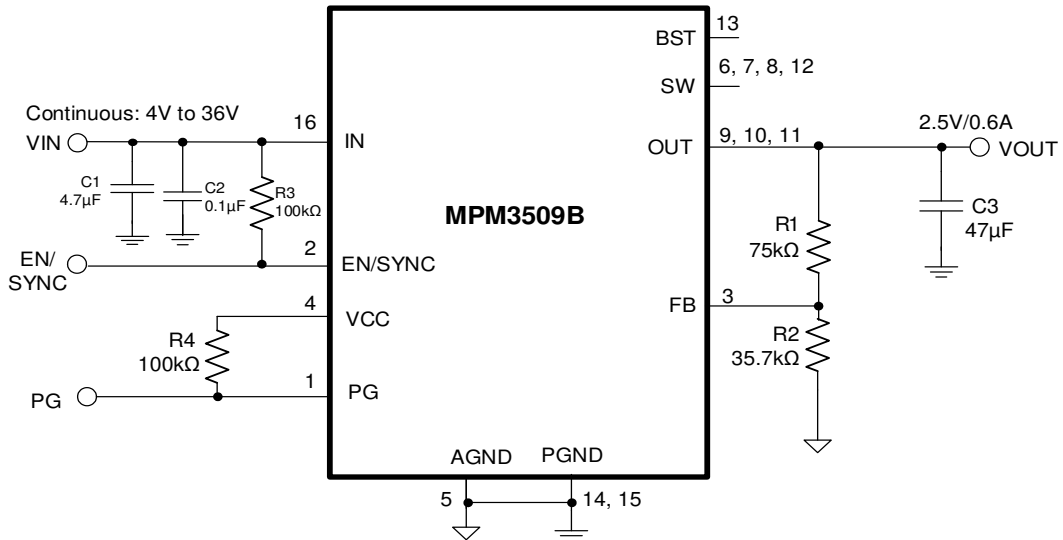 13
BST
6, 7, 8, 12
SW
Continuous: 4V to 36V
VIN
16
IN
OUT
9, 10, 11
2.5V/0.6A
VOUT
C1
4.7µF
C2
0.1µF
R3
100kΩ
MPM3509B
R1
75kΩ
C3
47µF
EN/
SYNC
2
EN/SYNC
FB
3
4
VCC
R4
100kΩ
R2
35.7kΩ
PG
1
PG
AGND
PGND
5
14, 15